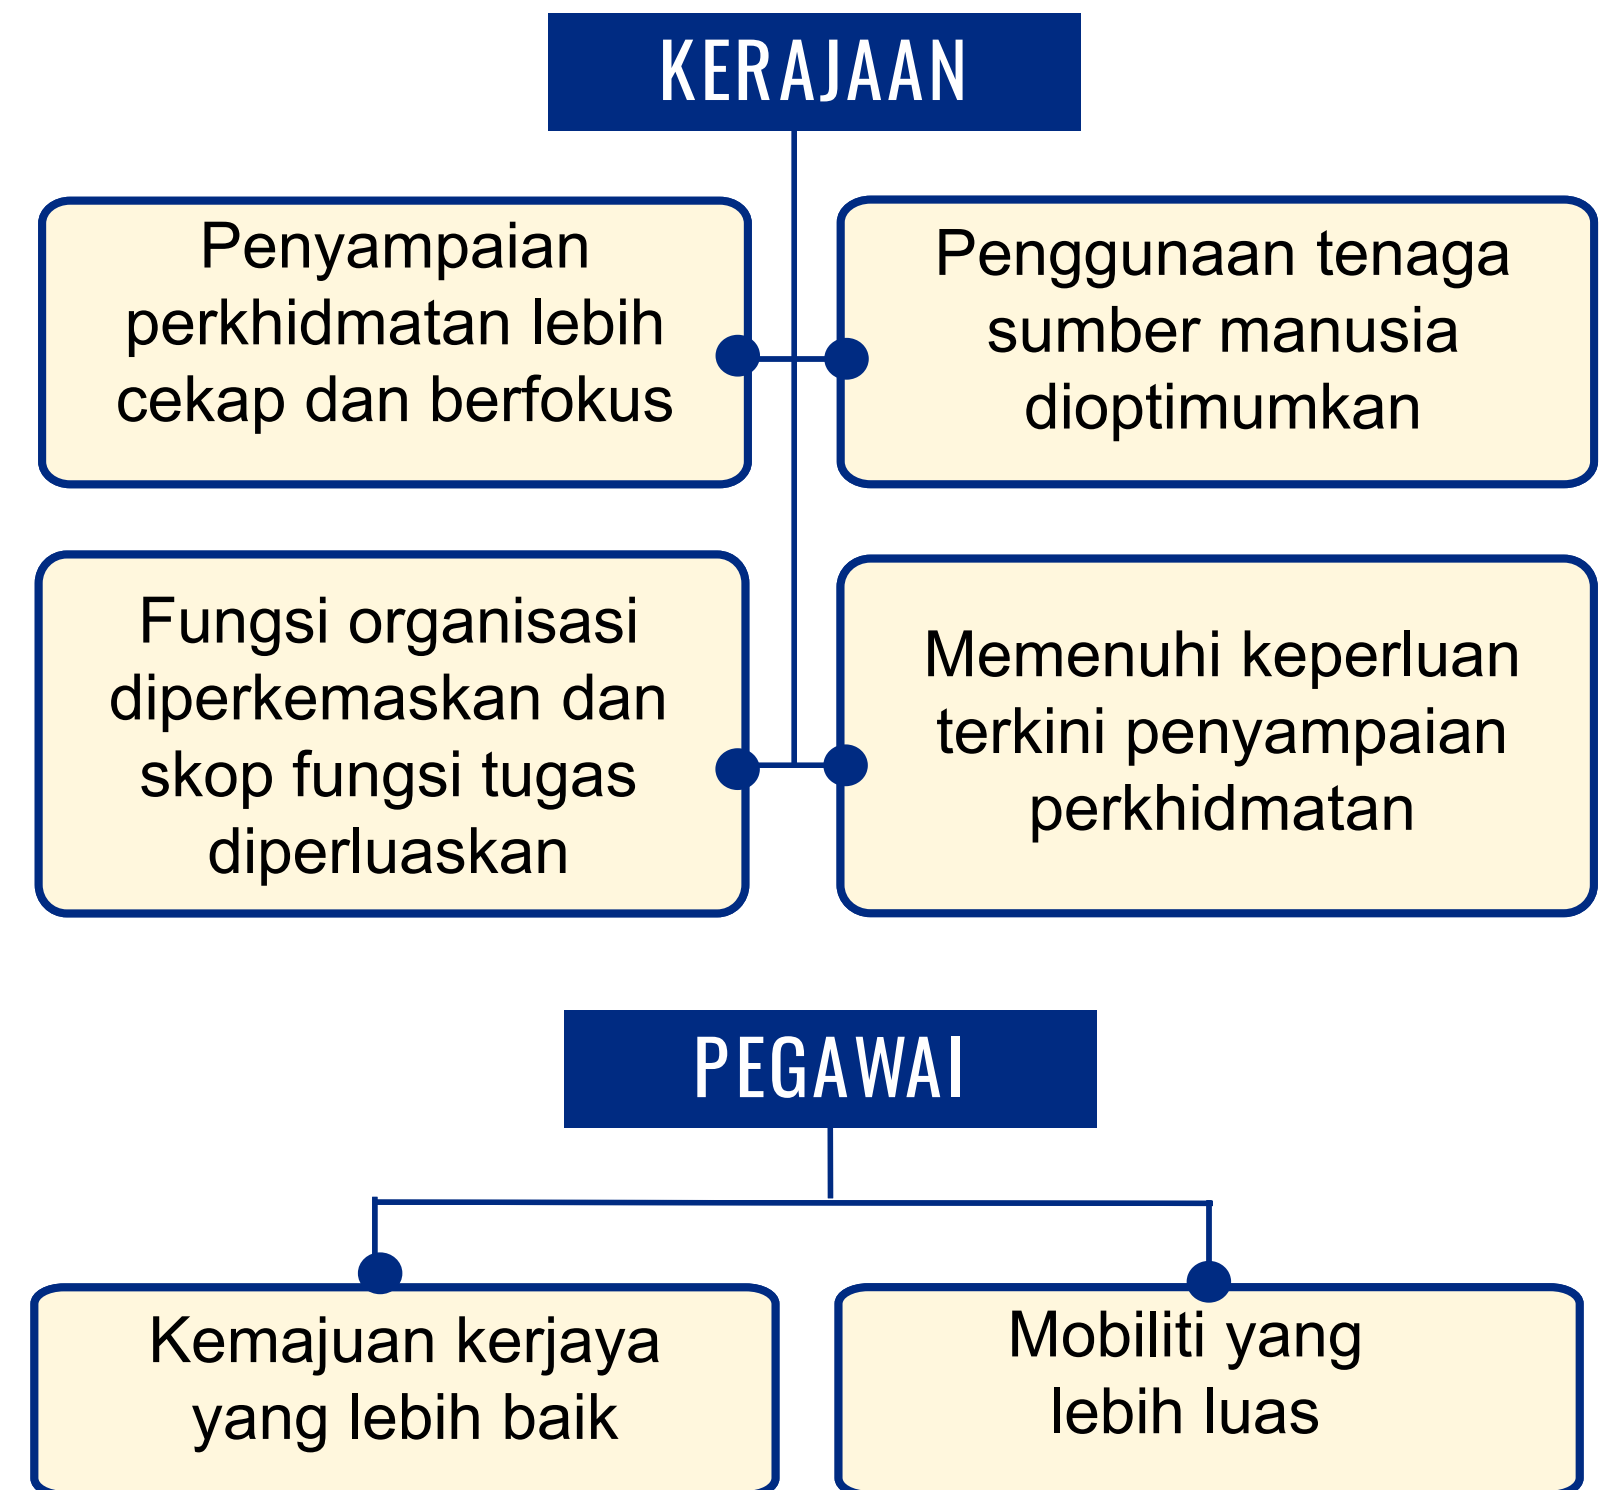 KERAJAAN
Penyampaian
perkhidmatan lebih
cekap dan berfokus
Penggunaan tenaga
sumber manusia
dioptimumkan
Fungsi organisasi
diperkemaskan dan
skop fungsi tugas
diperluaskan
Memenuhi keperluan
terkini penyampaian
perkhidmatan
PEGAWAI
Kemajuan kerjaya
yang lebih baik
Mobiliti yang
lebih luas